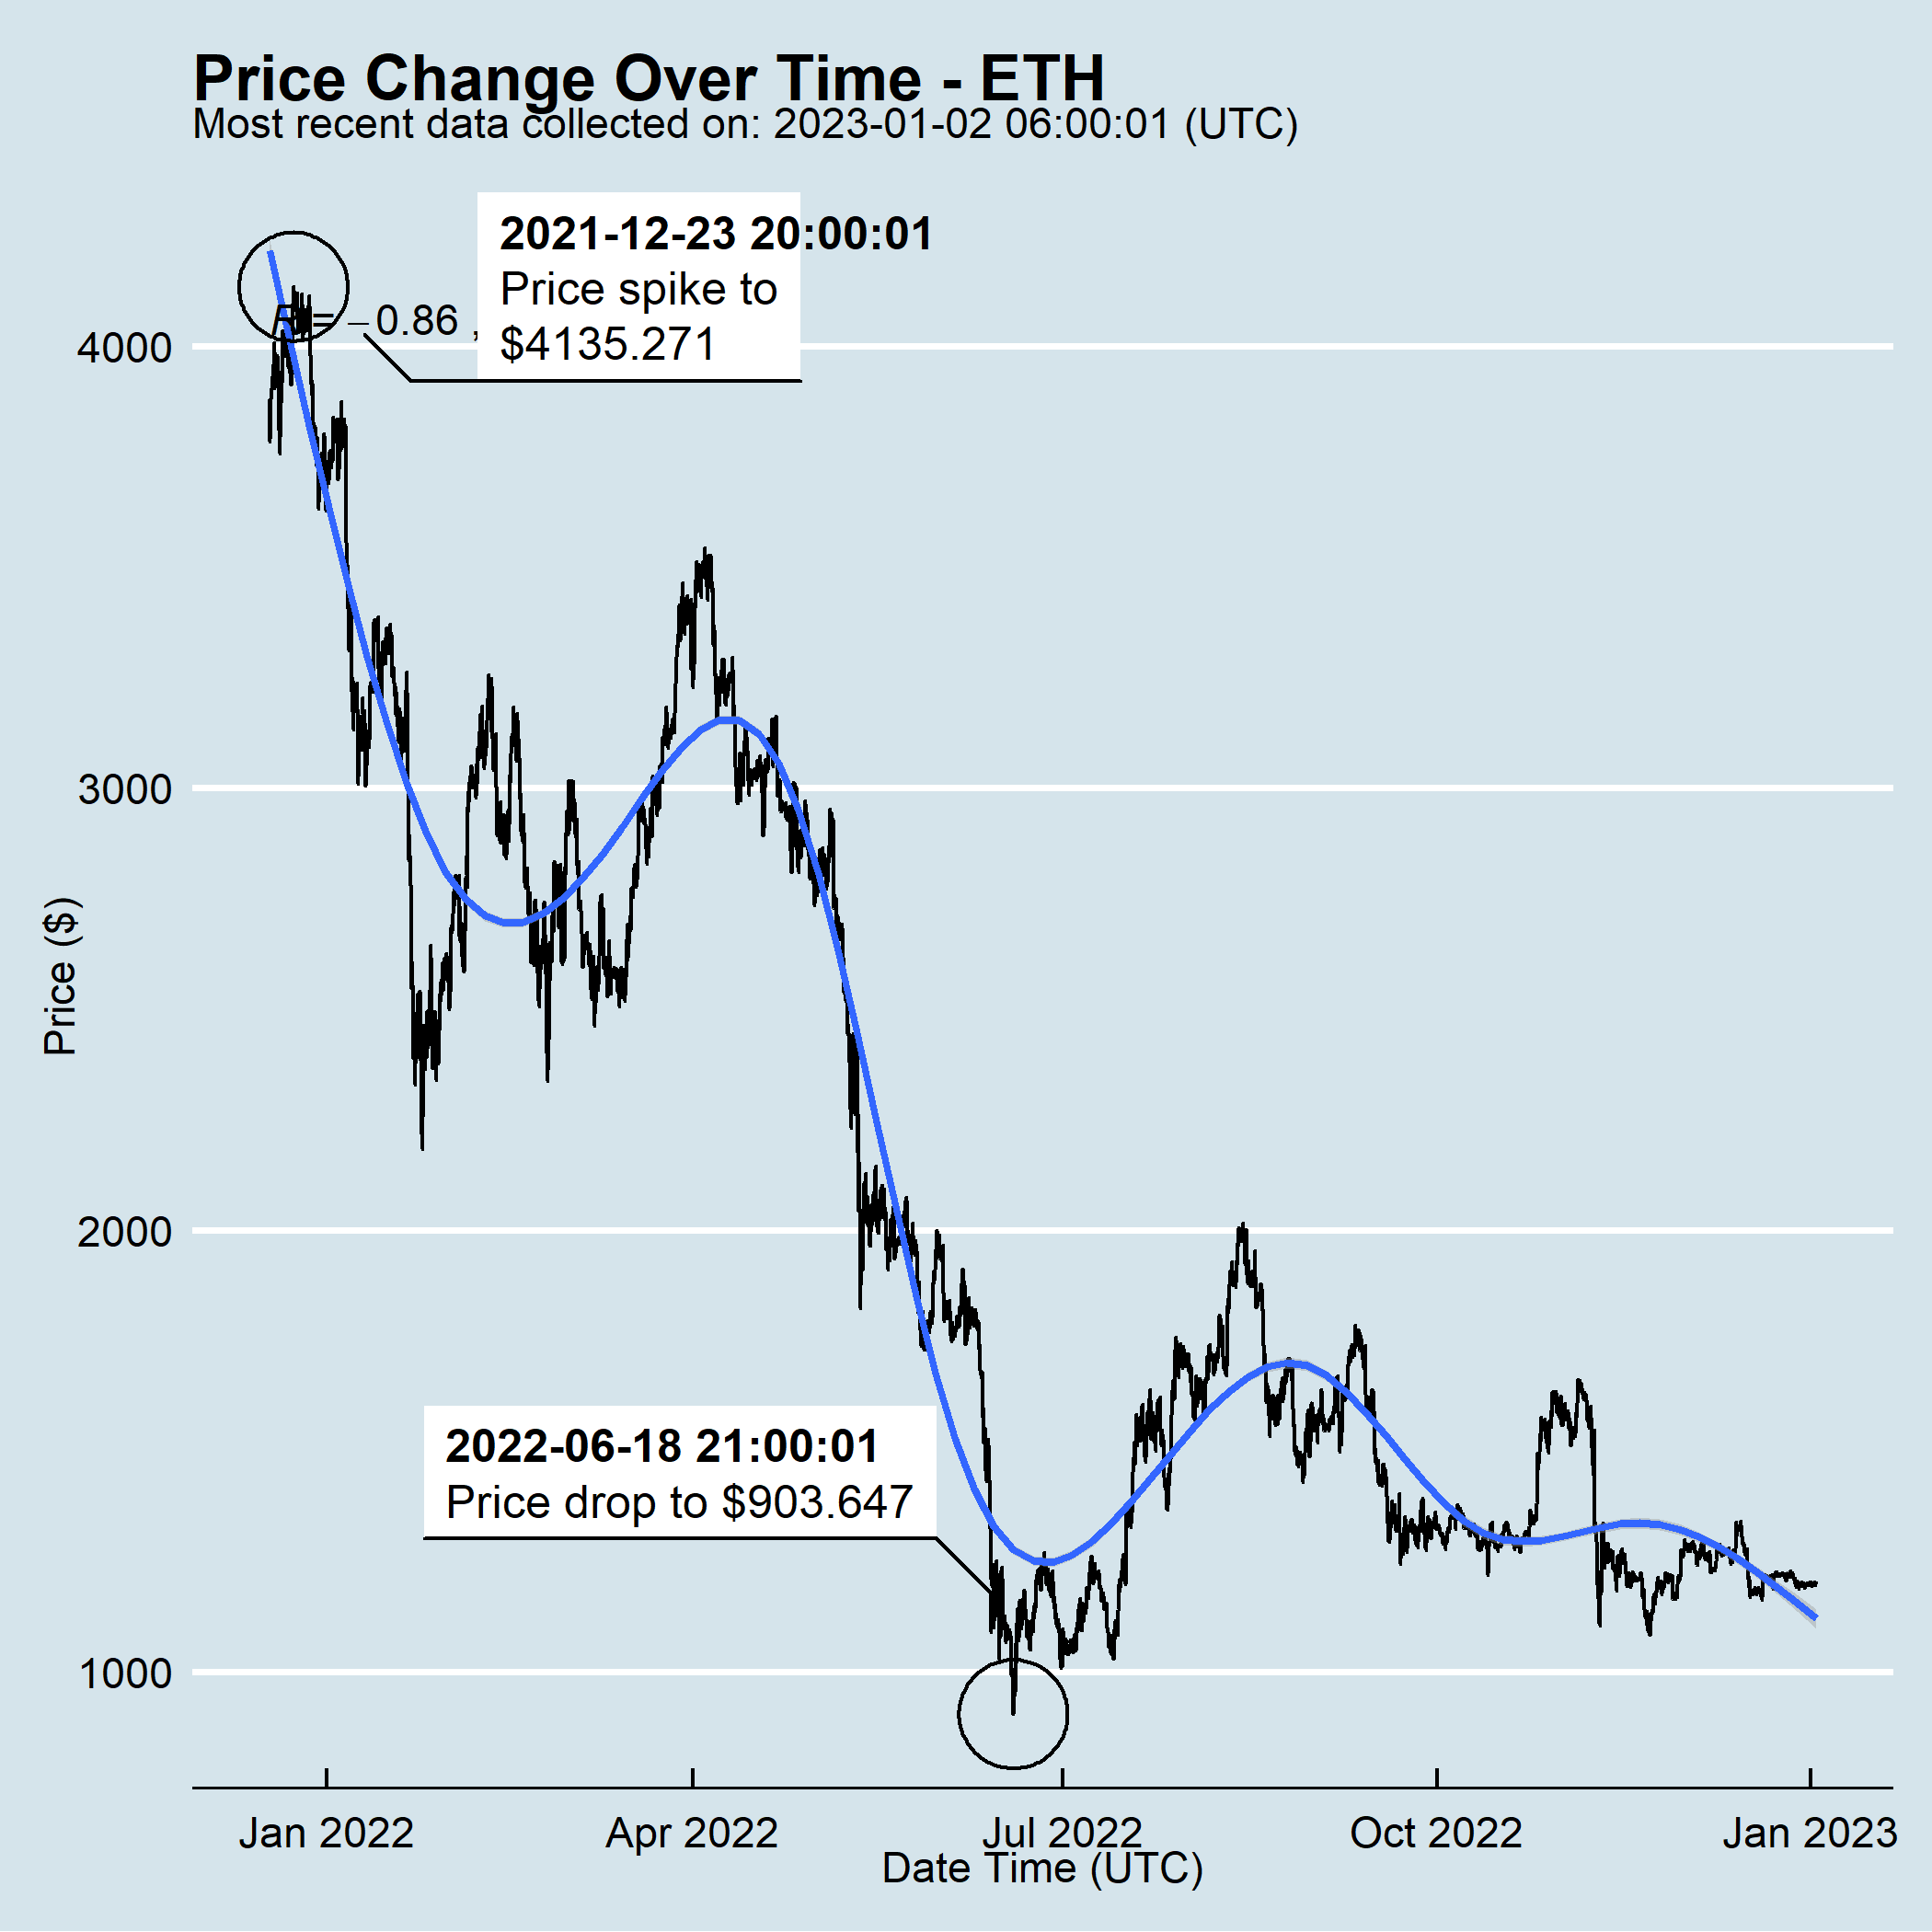 Price Change Over Time - ETH
Most recent data collected on: 2023-01-02 06:00:01 (UTC)
2021-12-23 20:00:01
Price spike to
$4135.271
R = −0.86 ,
4000
3000
2000
1000
Price ($)
2022-06-18 21:00:01
Price drop to $903.647
Jan 2022
Apr 2022
Jul 2022
Oct 2022
Jan 2023
Date Time (UTC)